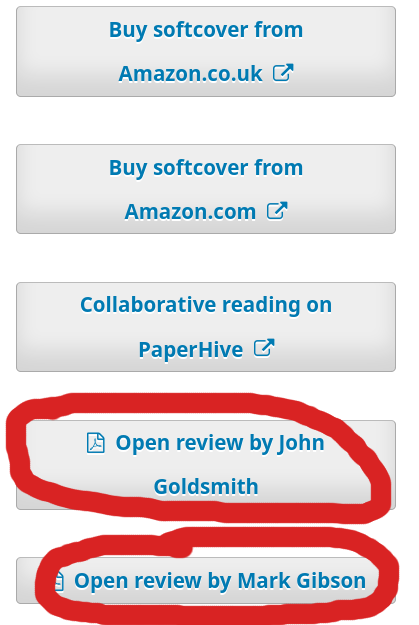 Buy softcover from
Amazon.co.uk
Buy softcover from
Amazon.com
Collaborative reading on
PaperHive
Open review by John
Goldsmith
Open review by Mark Gibson